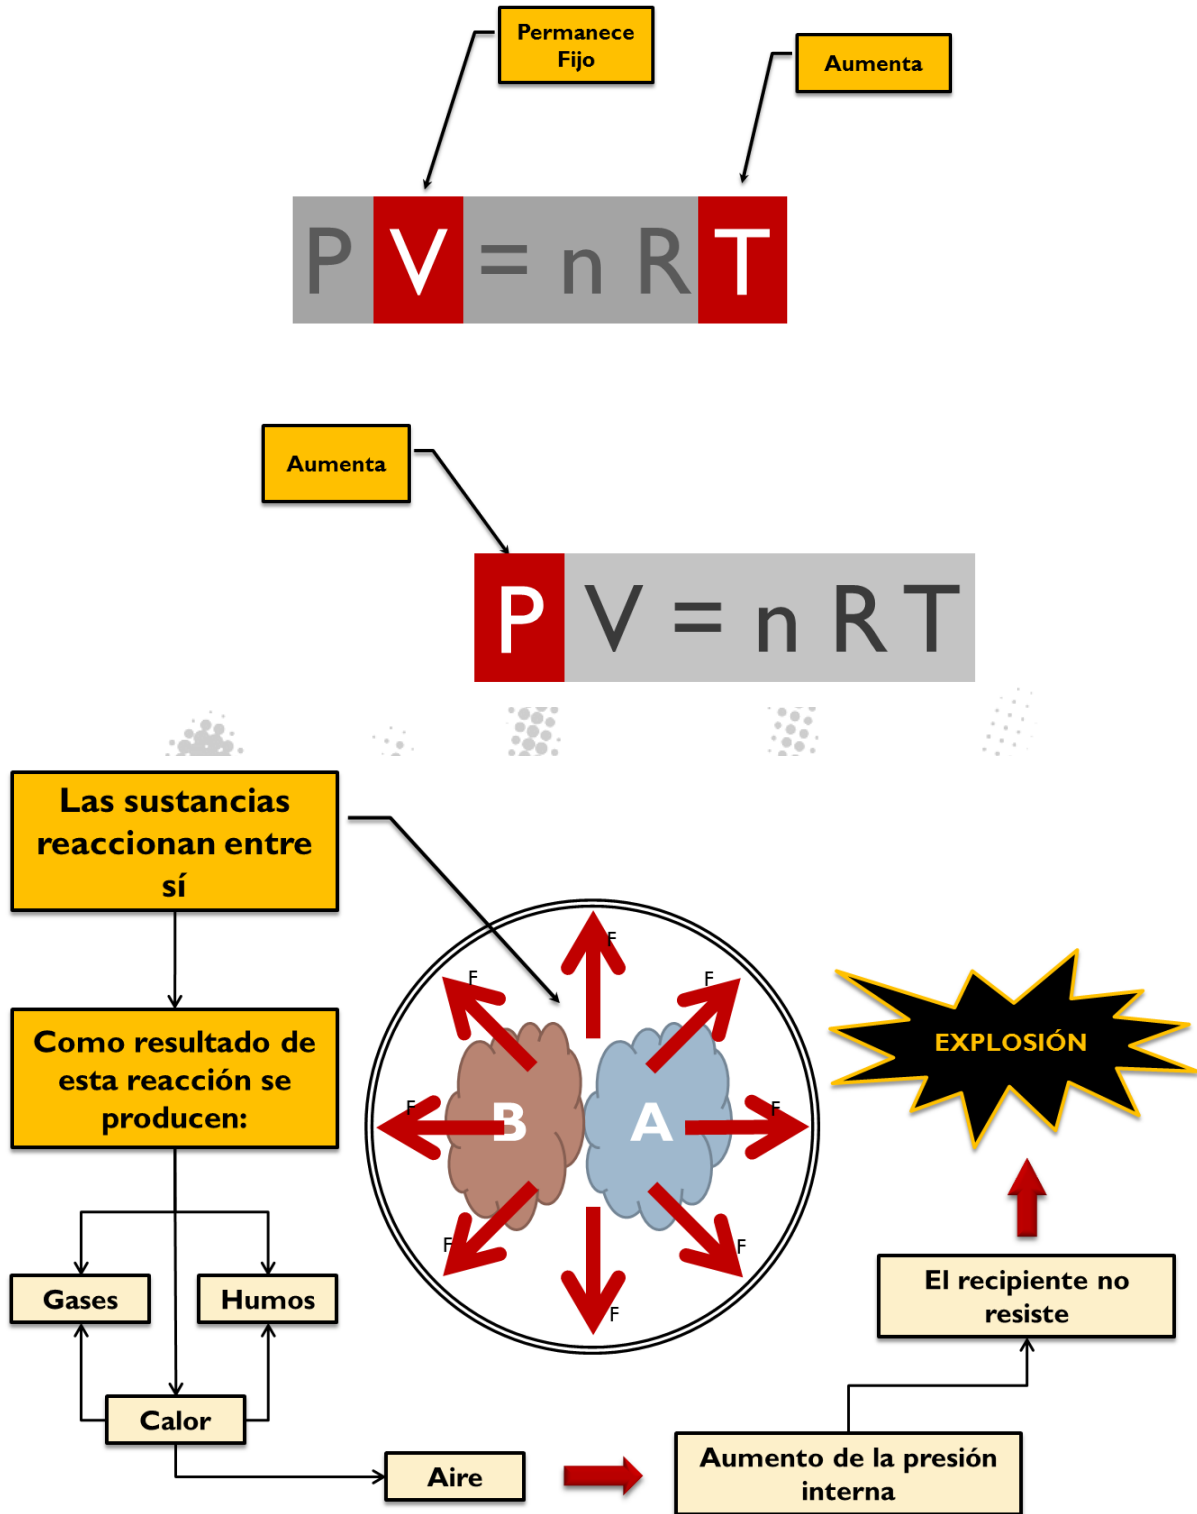 Permanece
Fijo
Aumenta
P V = n R T
Aumenta
P V = n R T
Las sustancias
reaccionan entre
sí
Como resultado de
esta reacción se
producen:
Gases
Humos
Calor
Aire
F
F
F
F
B
A
F
F
F
F
EXPLOSIÓN
El recipiente no
resiste
Aumento de la presión
interna